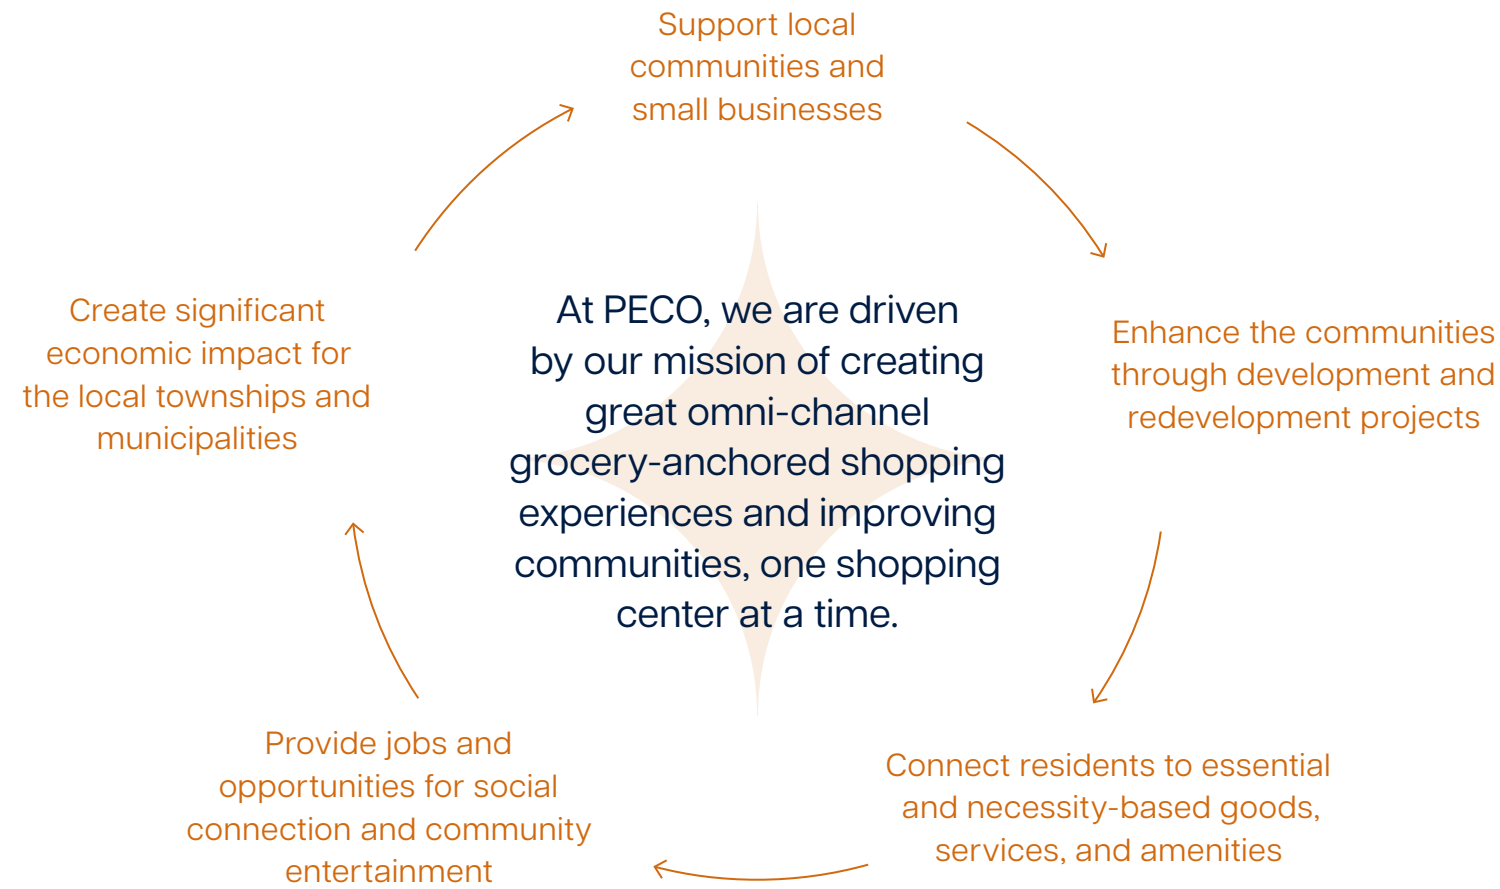 Support local
communities and
small businesses
Enhance the communities
through development and
redevelopment projects
Connect residents to essential
and necessity-based goods,
services, and amenities
Provide jobs and
opportunities for social
connection and community
entertainment
Create significant
economic impact for
the local townships and
municipalities
At PECO, we are driven
by our mission of creating
great omni-channel
grocery-anchored shopping
experiences and improving
communities, one shopping
center at a time.